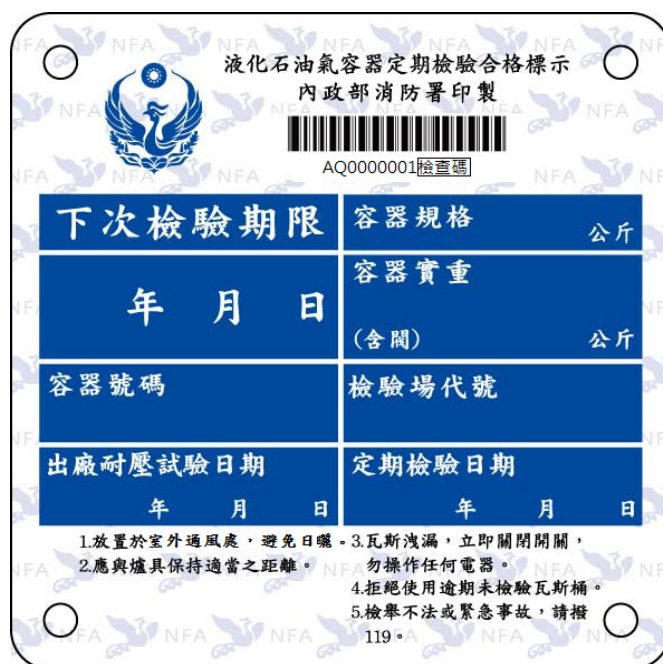 液化石油氣容器定期檢驗合格標示
內政部消防署印製
AQ0000001檢查碼
下次檢驗期限
年 月 日
容器規格
公斤
容器實重
(含閥) 公斤
容器號碼
檢驗場代號
出廠耐壓試驗日期
年 月 日
定期檢驗日期
年 月 日
1.放置於室外通風處，避免日曬。
2.應與爐具保持適當之距離。
3.瓦斯洩漏，立即關閉開關，
勿操作任何電器。
4.拒絕使用逾期未檢驗瓦斯桶。
5.檢舉不法或緊急事故，請撥
119。